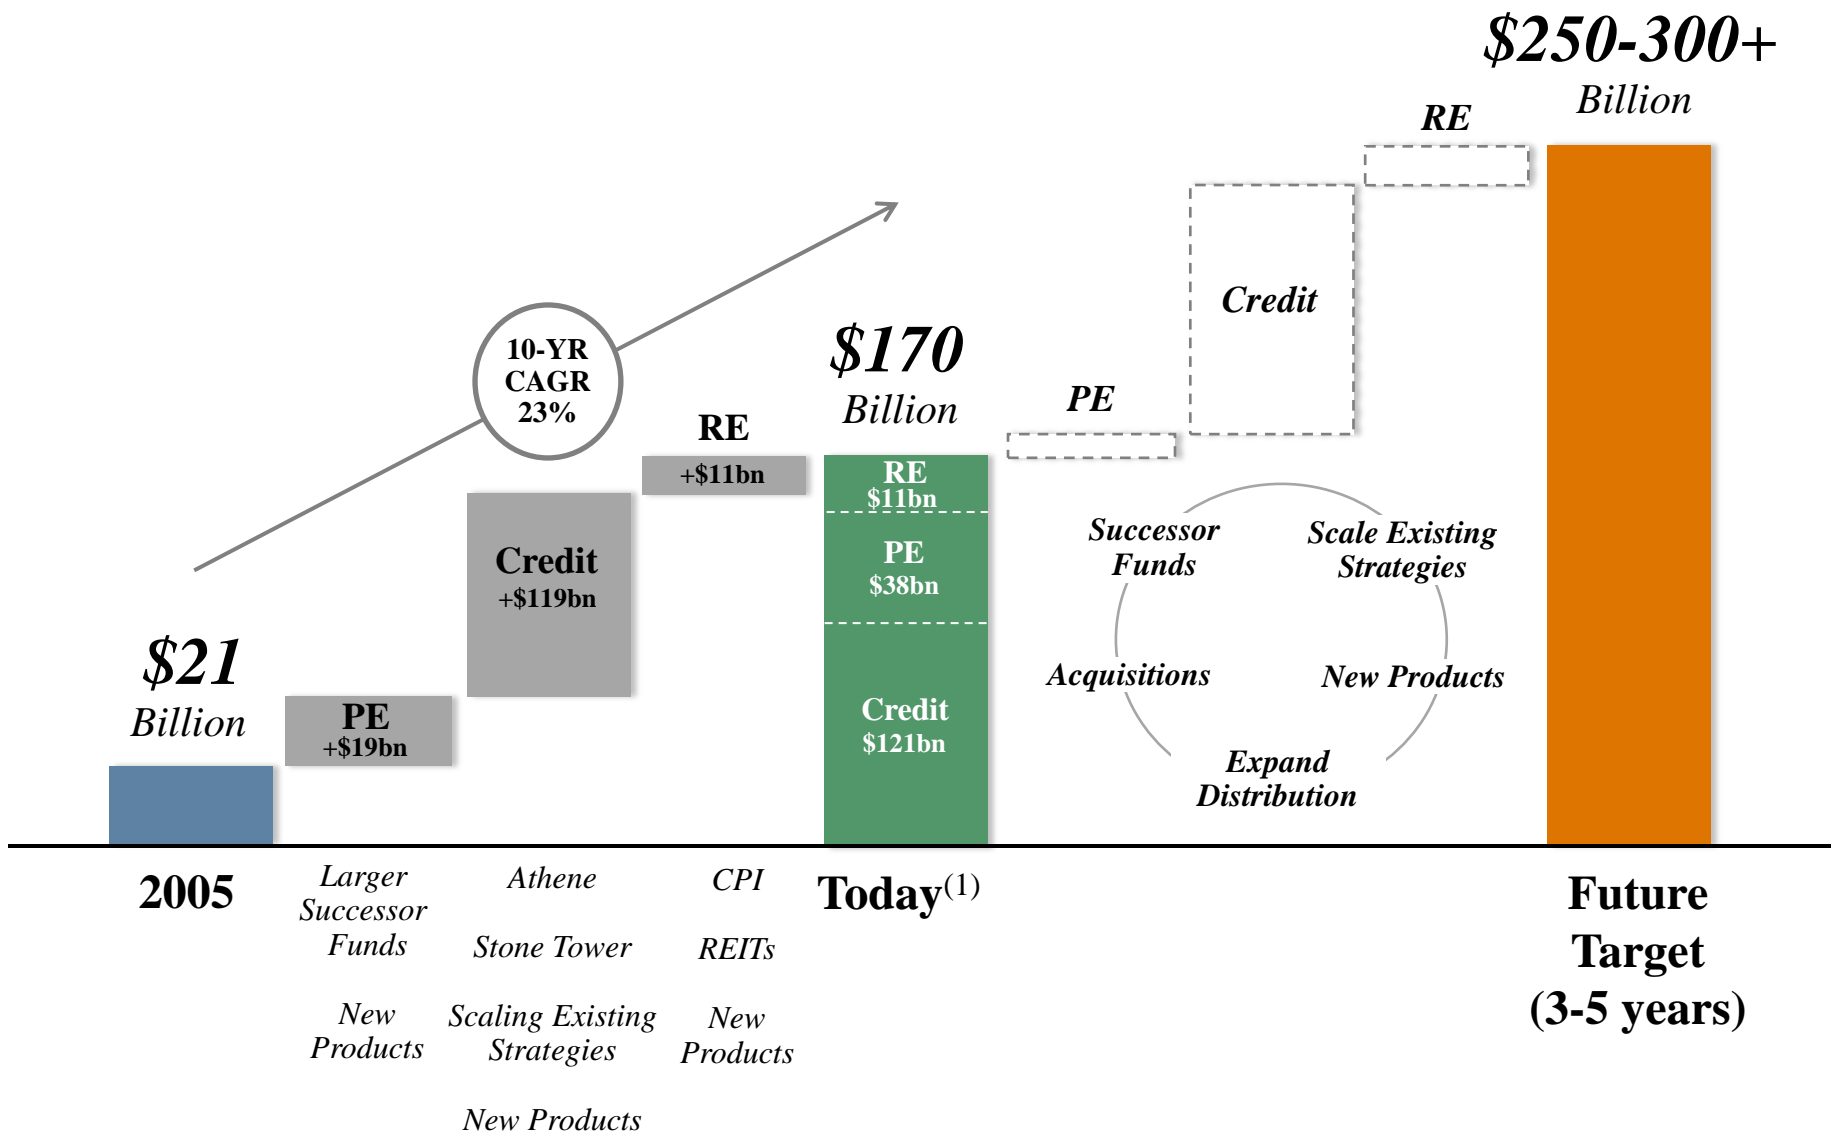 $250-300+
Billion
RE
Credit
PE
10-YR
CAGR
23%
$170
Billion
RE
+$11bn
RE
$11bn
PE
$38bn
Credit
$121bn
Credit
+$119bn
$21
Billion
PE
+$19bn
Successor
Funds
Scale Existing
Strategies
Acquisitions
New Products
Expand
Distribution
2005
Larger
Successor
Funds
New
Products
Athene
Stone Tower
Scaling Existing
Strategies
New Products
CPI
REITs
New
Products
Today(1)
Future
Target
(3-5 years)